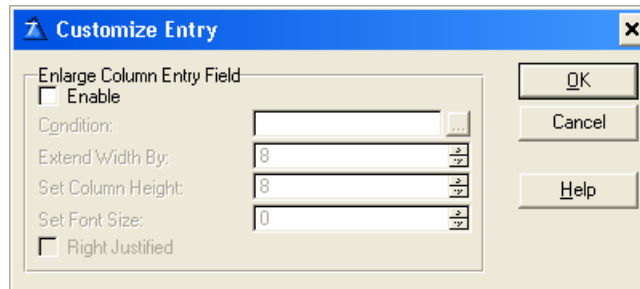 Customize Entry
Enlarge Column Entry Field
Enable
Condition:
...
Extend Width By: 8
Set Column Height: 8
Set Font Size: 0
Right Justified
OK
Cancel
Help